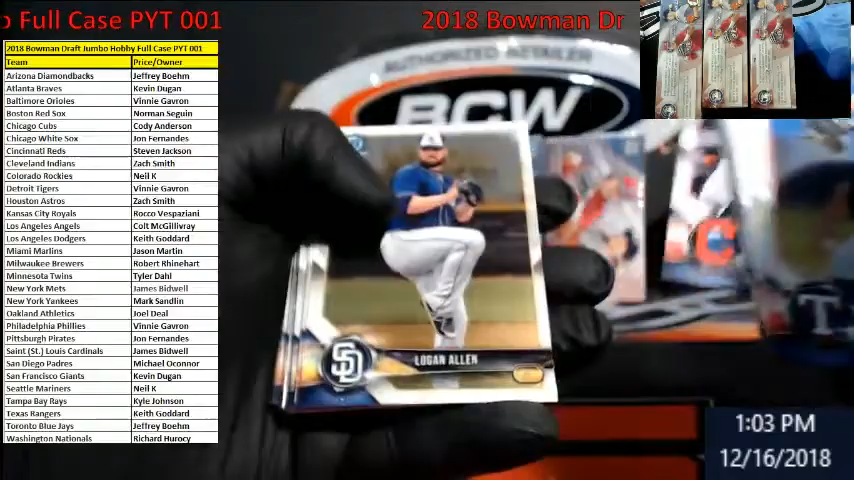 o Full Case PYT 001
2018 Bowman Dr
2018 Bowman Draft Jumbo Hobby Full Case PYT 001
Team Price/Owner
Arizona Diamondbacks Jeffrey Boehm
Atlanta Braves Kevin Dugan
Baltimore Orioles Vinnie Gavron
Boston Red Sox Norman Seguin
Chicago Cubs Cody Anderson
Chicago White Sox Jon Fernandes
Cincinnati Reds Steven Jackson
Cleveland Indians Zach Smith
Colorado Rockies Neil K
Detroit Tigers Vinnie Gavron
Houston Astros Zach Smith
Kansas City Royals Rocco Vespaziani
Los Angeles Angels Colt McGillivray
Los Angeles Dodgers Keith Goddard
Miami Marlins Jason Martin
Milwaukee Brewers Robert Rhinehart
Minnesota Twins Tyler Dahl
New York Mets James Bidwell
New York Yankees Mark Sandlin
Oakland Athletics Joel Deal
Philadelphia Phillies Vinnie Gavron
Pittsburgh Pirates Jon Fernandes
Saint (St.) Louis Cardinals James Bidwell
San Diego Padres Michael Oconnor
San Francisco Giants Kevin Dugan
Seattle Mariners Neil K
Tampa Bay Rays Kyle Johnson
Texas Rangers Keith Goddard
Toronto Blue Jays Jeffrey Boehm
Washington Nationals Richard Hurocy
AUTHORIZED RETAILER
BCW
SD
LOGAN ALLEN
C
T
1:03 PM
12/16/2018